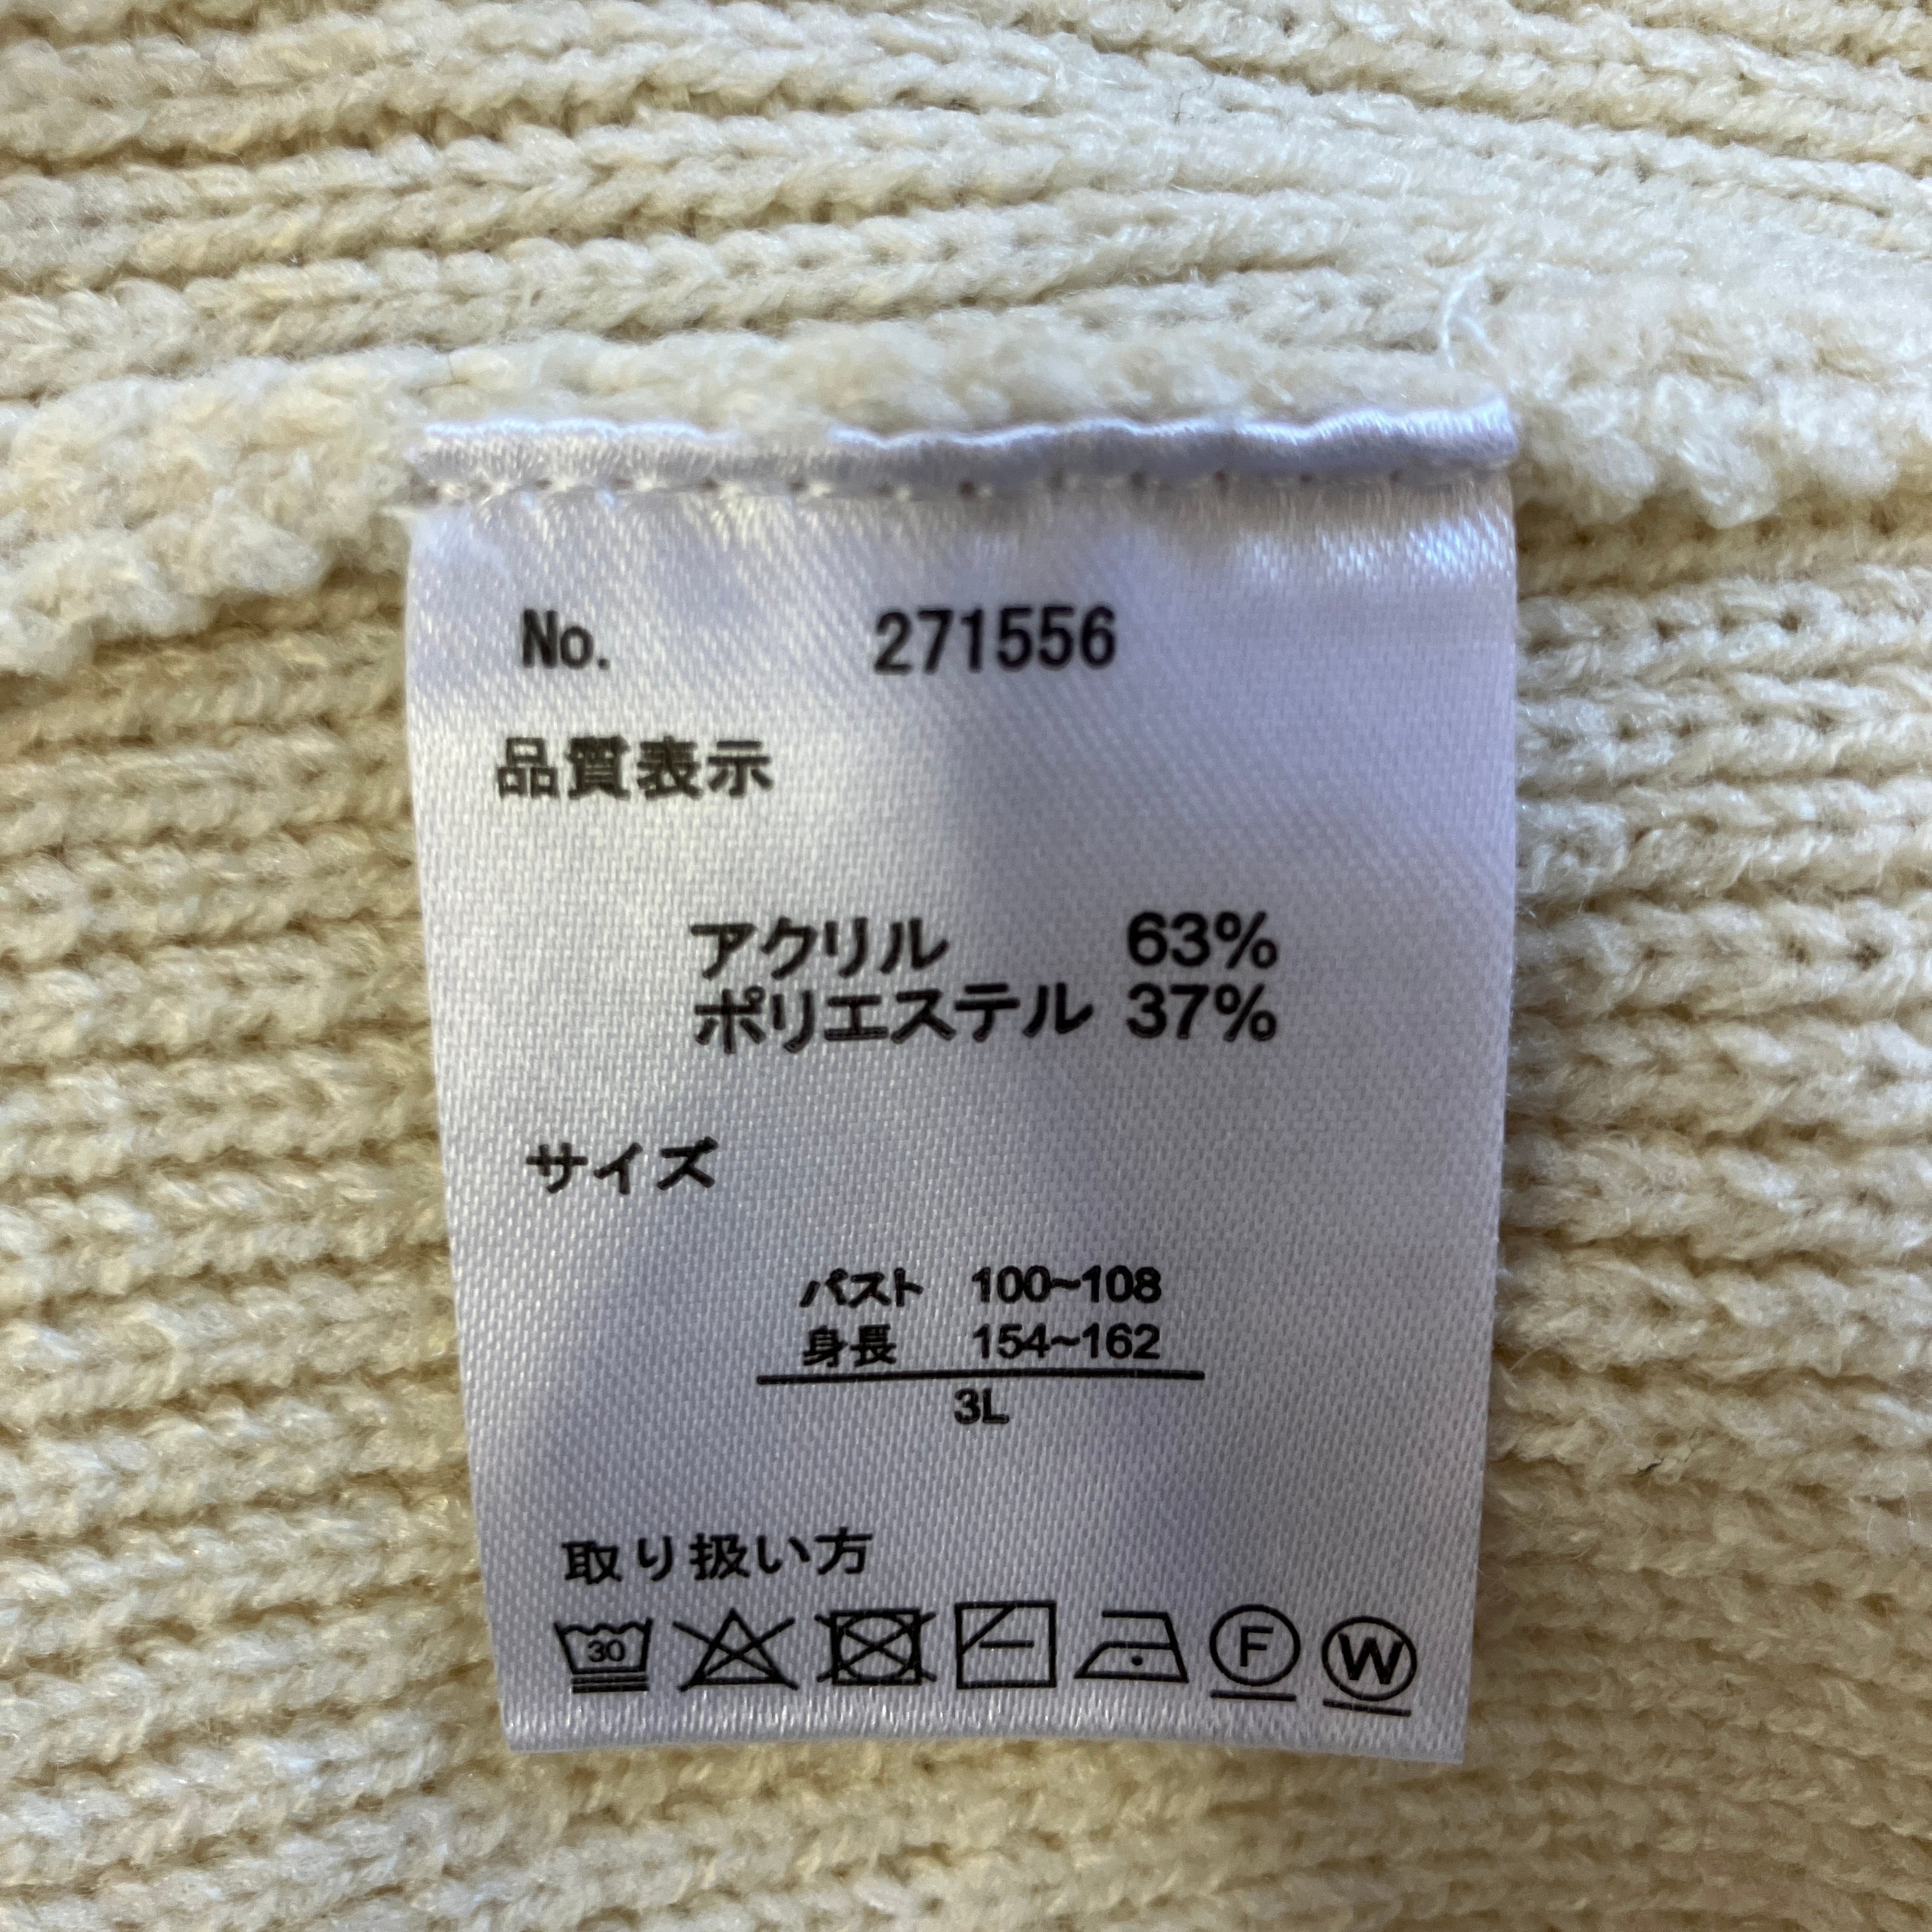 No. 271556
品質表示
アクリル 63%
ポリエステル 37%
サイズ
バスト 100~108
身長 154~162
3L
取り扱い方
30 F W